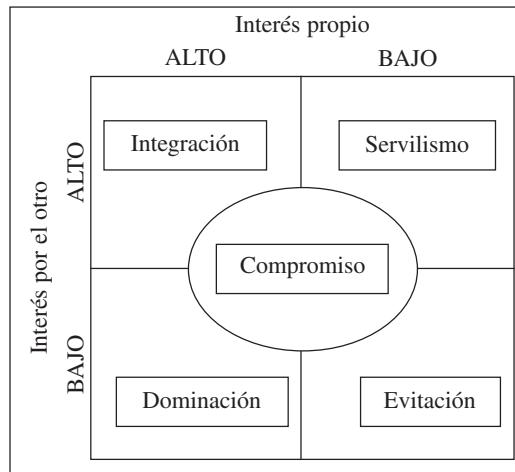 Interés propio
ALTO BAJO
Interés por el otro
ALTO
Integración Servilismo
Compromiso
BAJO
Dominación Evitación